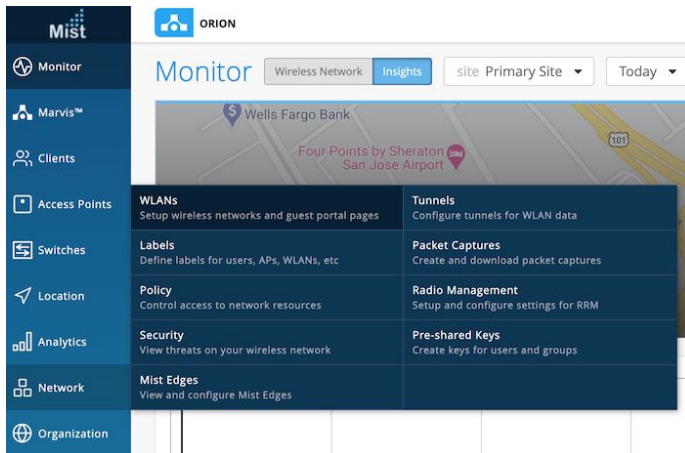 Mist
ORION
Monitor
Marvis™
Clients
Access Points
Switches
Location
Analytics
Network
Organization
Monitor
Wireless Network
Insights
site Primary Site
Today
$
Wells Fargo Bank
Four Points by Sheraton
San Jose Airport
101
WLANs
Setup wireless networks and guest portal pages
Tunnels
Configure tunnels for WLAN data
Labels
Define labels for users, APs, WLANs, etc
Packet Captures
Create and download packet captures
Policy
Control access to network resources
Radio Management
Setup and configure settings for RRM
Security
View threats on your wireless network
Pre-shared Keys
Create keys for users and groups
Mist Edges
View and configure Mist Edges